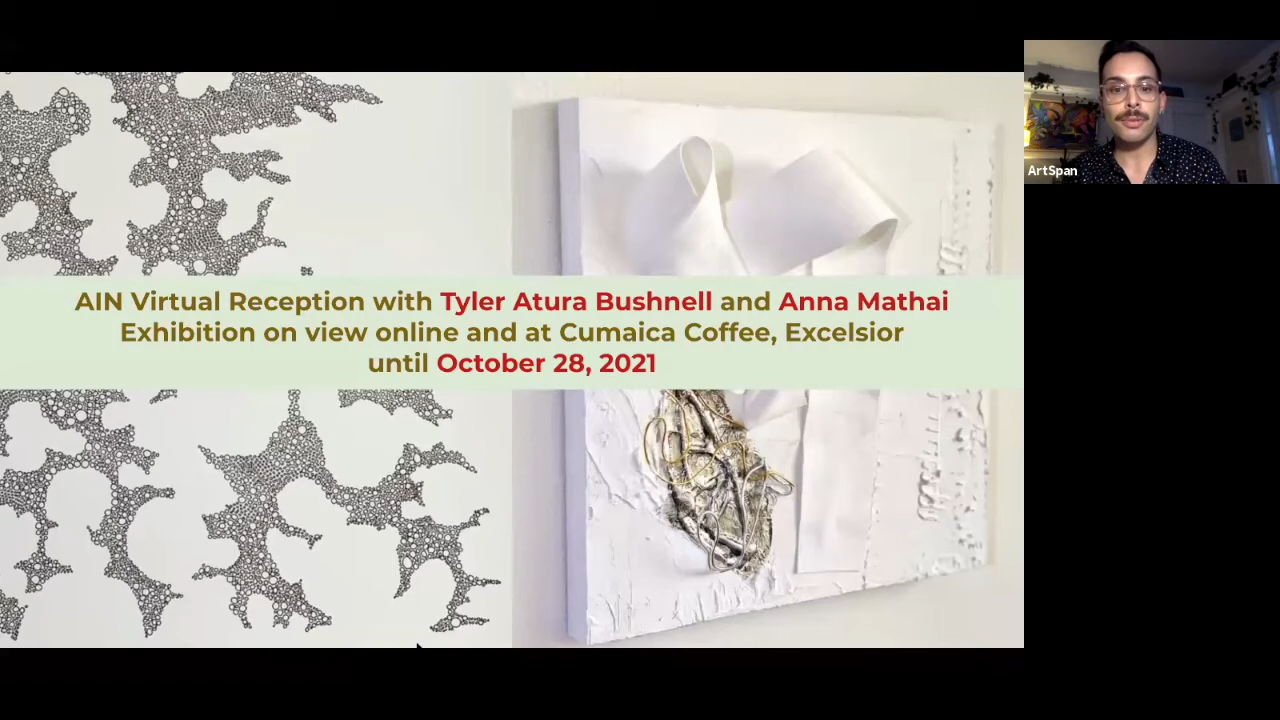 AIN Virtual Reception with Tyler Atura Bushnell and Anna Mathai
Exhibition on view online and at Cumaica Coffee, Excelsior
until October 28, 2021
ArtSpan